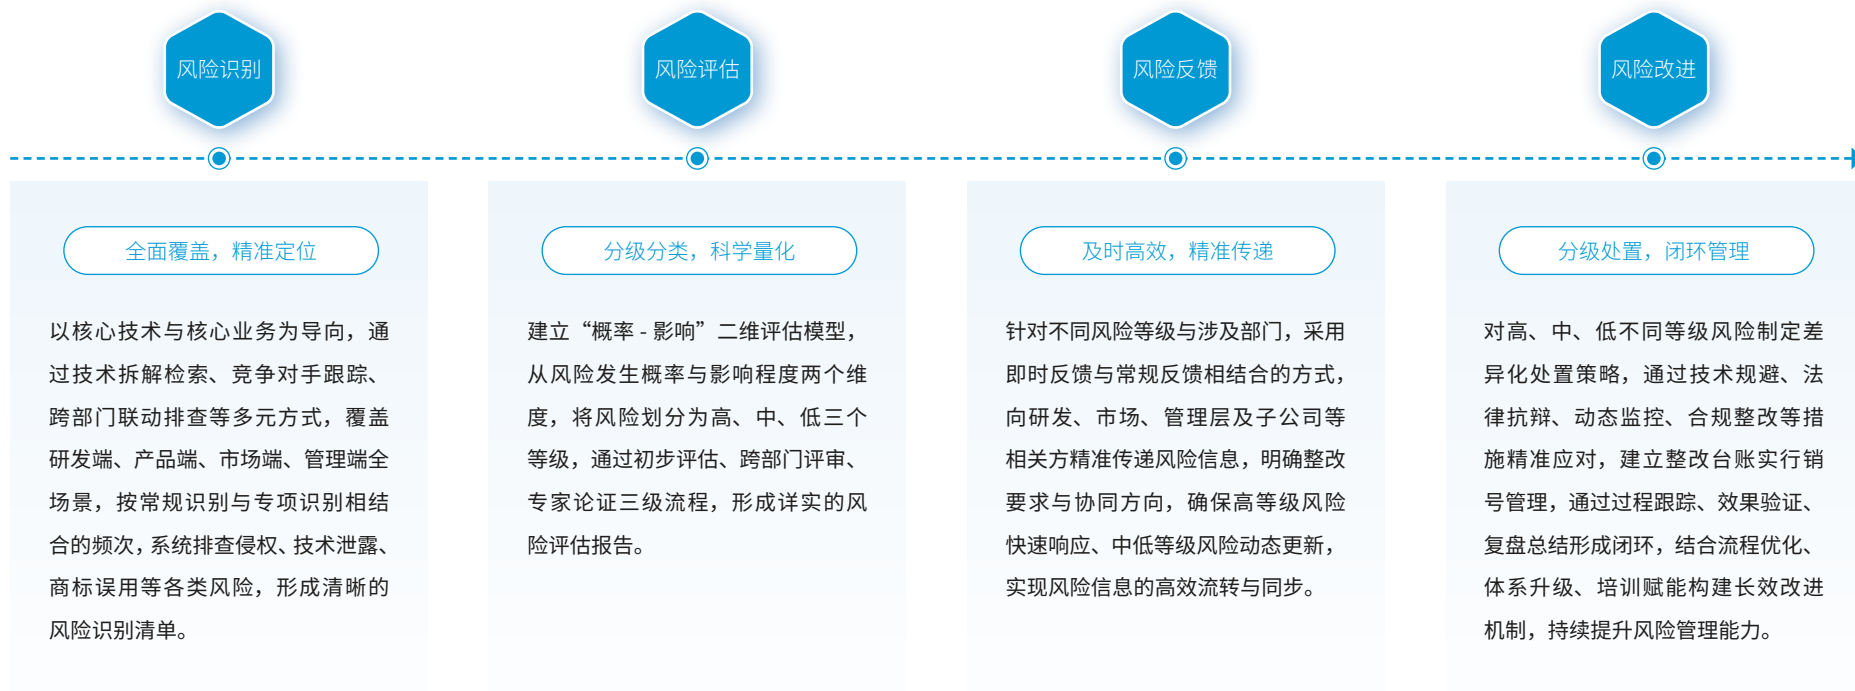 风险识别
全面覆盖，精准定位
以核心技术与核心业务为导向，通
过技术拆解检索、竞争对手跟踪、
跨部门联动排查等多元方式，覆盖
研发端、产品端、市场端、管理端全
场景，按常规识别与专项识别相结
合的频次，系统排查侵权、技术泄露、
商标误用等各类风险，形成清晰的
风险识别清单。
风险评估
分级分类，科学量化
建立“概率 - 影响”二维评估模型，
从风险发生概率与影响程度两个维
度，将风险划分为高、中、低三个
等级，通过初步评估、跨部门评审、
专家论证三级流程，形成详实的风
险评估报告。
风险反馈
及时高效，精准传递
针对不同风险等级与涉及部门，采用
即时反馈与常规反馈相结合的方式，
向研发、市场、管理层及子公司等
相关方精准传递风险信息，明确整改
要求与协同方向，确保高等级风险
快速响应、中低等级风险动态更新，
实现风险信息的高效流转与同步。
风险改进
分级处置，闭环管理
对高、中、低不同等级风险制定差
异化处置策略，通过技术规避、法
律抗辩、动态监控、合规整改等措
施精准应对，建立整改台账实行销
号管理，通过过程跟踪、效果验证、
复盘总结形成闭环，结合流程优化、
体系升级、培训赋能构建长效改进
机制，持续提升风险管理能力。